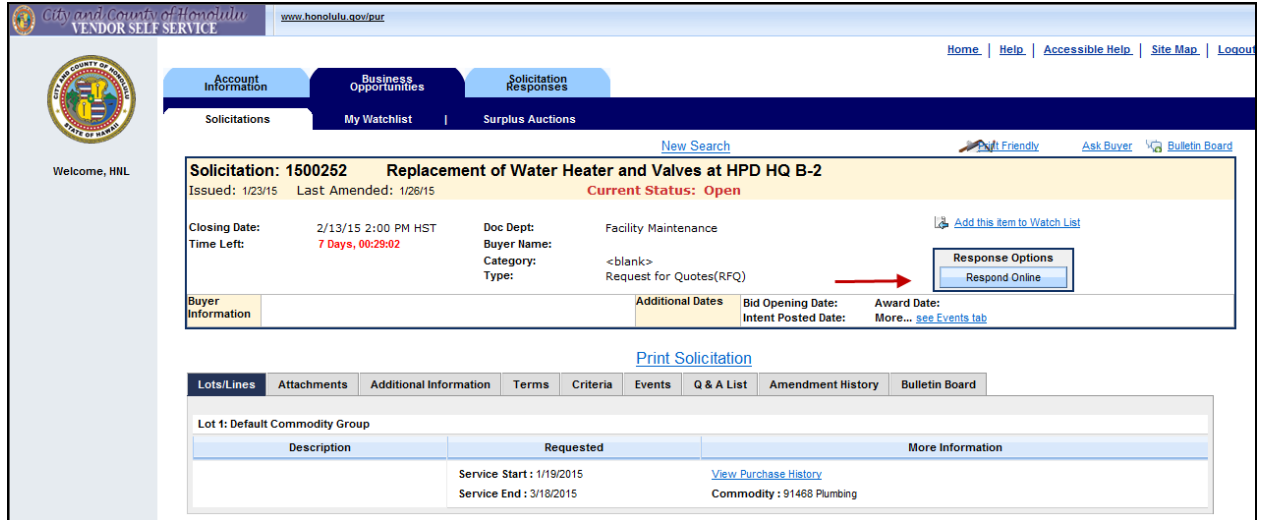 City and County of Honolulu
VENDOR SELF SERVICE
www.honolulu.gov/pur
Home | Help | Accessible Help | Site Map | Logout
CITY AND COUNTY OF HONOLULU
STATE OF HAWAII
Welcome, HNL
Account Information
Business Opportunities
Solicitation Responses
Solicitations
My Watchlist | Surplus Auctions
New Search
Print Friendly
Ask Buyer
Bulletin Board
Solicitation: 1500252 Replacement of Water Heater and Valves at HPD HQ B-2
Issued: 1/23/15 Last Amended: 1/26/15 Current Status: Open
Closing Date: 2/13/15 2:00 PM HST
Time Left: 7 Days, 00:29:02
Doc Dept: Facility Maintenance
Buyer Name:
Category: <blank>
Type: Request for Quotes(RFQ)
Add this item to Watch List
Response Options
Respond Online
Buyer Information
Additional Dates
Bid Opening Date: Award Date:
Intent Posted Date: More... see Events tab
Print Solicitation
Lots/Lines Attachments Additional Information Terms Criteria Events Q & A List Amendment History Bulletin Board
Lot 1: Default Commodity Group
Description Requested More Information
Service Start : 1/19/2015 View Purchase History
Service End : 3/18/2015 Commodity : 91468 Plumbing